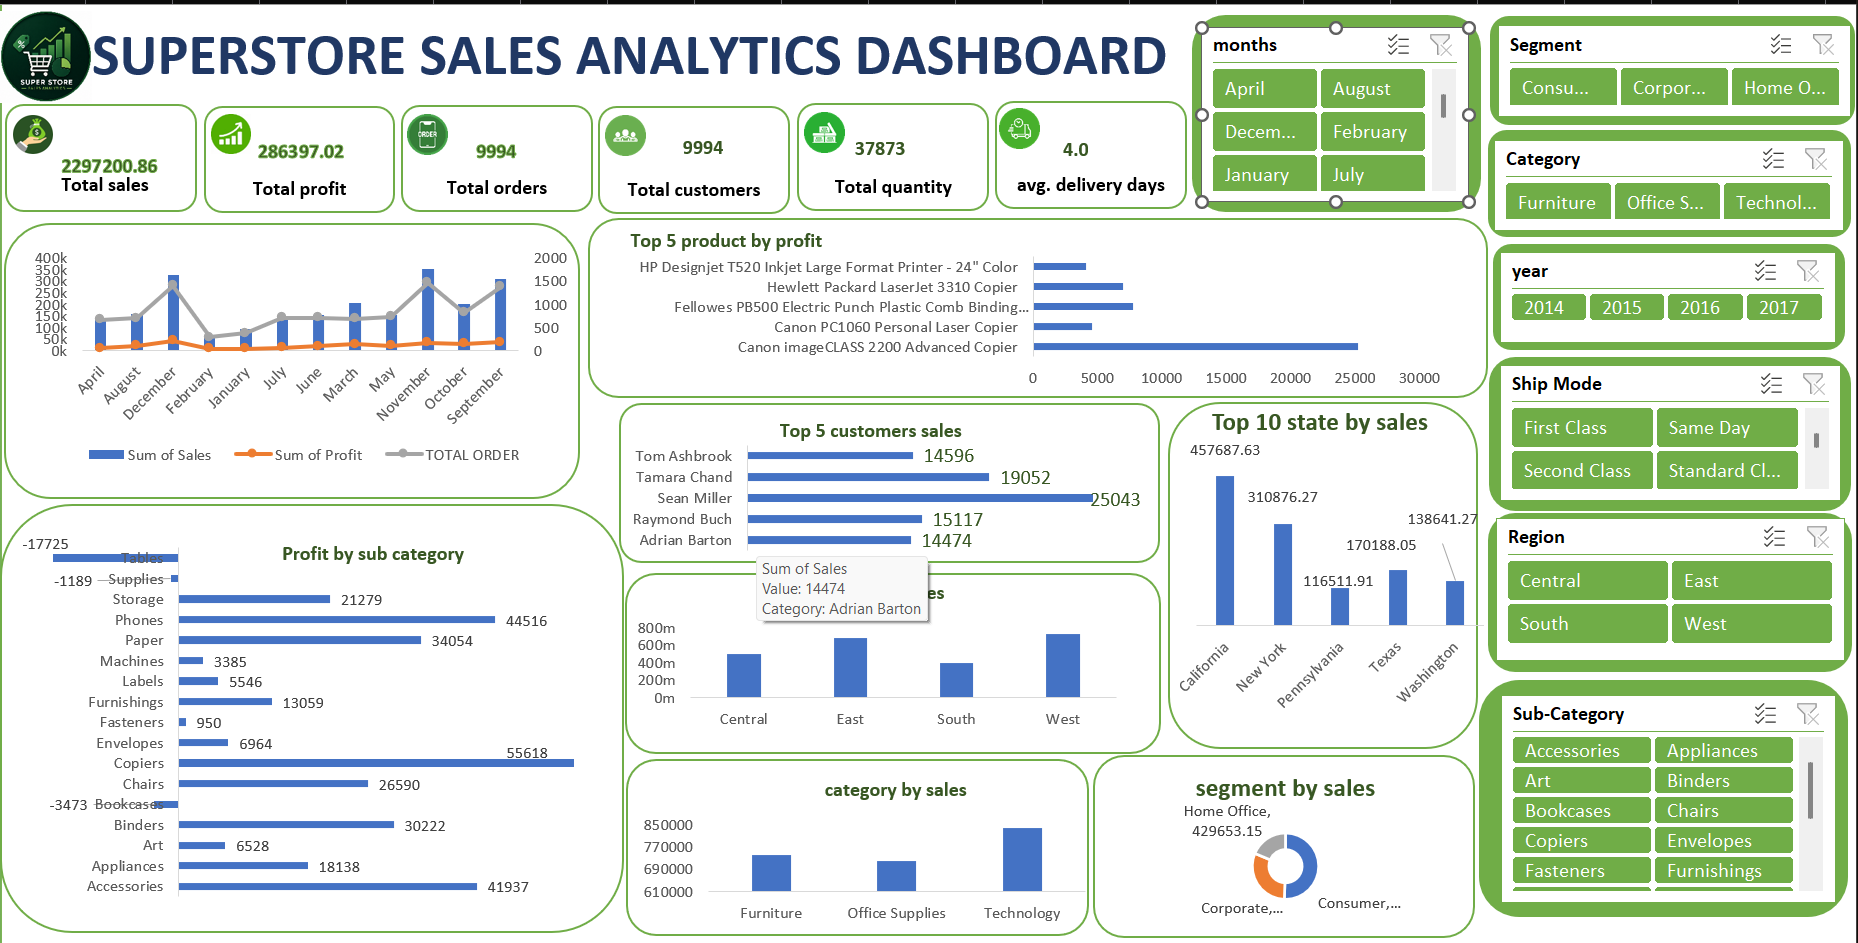 SUPER STORE
SUPERSTORE SALES ANALYTICS DASHBOARD
2297200.86
Total sales
286397.02
Total profit
ORDER
9994
Total orders
9994
Total customers
37873
Total quantity
4.0
avg. delivery days
months
April August
Decem... February
January July
Segment
Consu... Corpor... Home O...
Category
Furniture Office S... Technol...
year
2014 2015 2016 2017
Ship Mode
First Class Same Day
Second Class Standard Cl...
Region
Central East
South West
Sub-Category
Accessories Appliances
Art Binders
Bookcases Chairs
Copiers Envelopes
Fasteners Furnishings
400k 2000
350k
300k 1500
250k
200k 1000
150k
100k 500
50k
0k 0
April August December February January July June March May November October September
Sum of Sales Sum of Profit TOTAL ORDER
Top 5 product by profit
HP Designjet T520 Inkjet Large Format Printer - 24" Color
Hewlett Packard LaserJet 3310 Copier
Fellowes PB500 Electric Punch Plastic Comb Binding...
Canon PC1060 Personal Laser Copier
Canon imageCLASS 2200 Advanced Copier
0 5000 10000 15000 20000 25000 30000
Top 5 customers sales
Tom Ashbrook 14596
Tamara Chand 19052
Sean Miller 25043
Raymond Buch 15117
Adrian Barton 14474
Sum of Sales
Value: 14474
Category: Adrian Barton
es
800m
600m
400m
200m
0m
Central East South West
Top 10 state by sales
457687.63
310876.27
138641.27
170188.05
116511.91
California New York Pennsylvania Texas Washington
Profit by sub category
-17725 Tables
-1189 Supplies
Storage 21279
Phones 44516
Paper 34054
Machines 3385
Labels 5546
Furnishings 13059
Fasteners 950
Envelopes 6964
Copiers 55618
Chairs 26590
-3473 Bookcases
Binders 30222
Art 6528
Appliances 18138
Accessories 41937
category by sales
850000
770000
690000
610000
Furniture Office Supplies Technology
segment by sales
Home Office,
429653.15
Corporate,...
Consumer,...